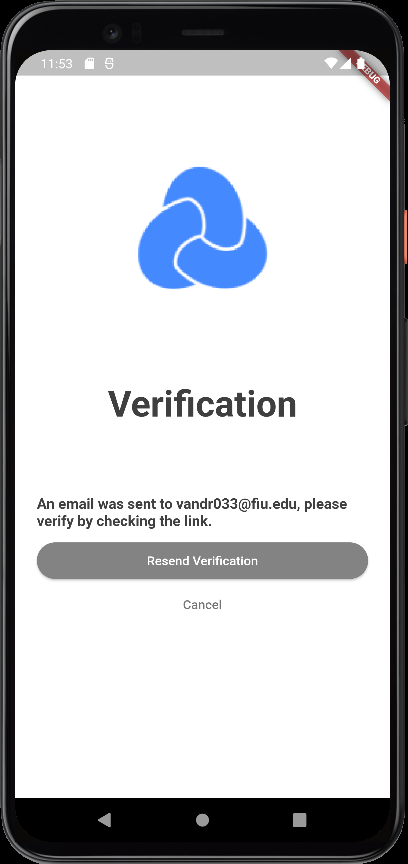 11:53
DEBUG
Verification
An email was sent to vandr033@fiu.edu, please
verify by checking the link.
Resend Verification
Cancel